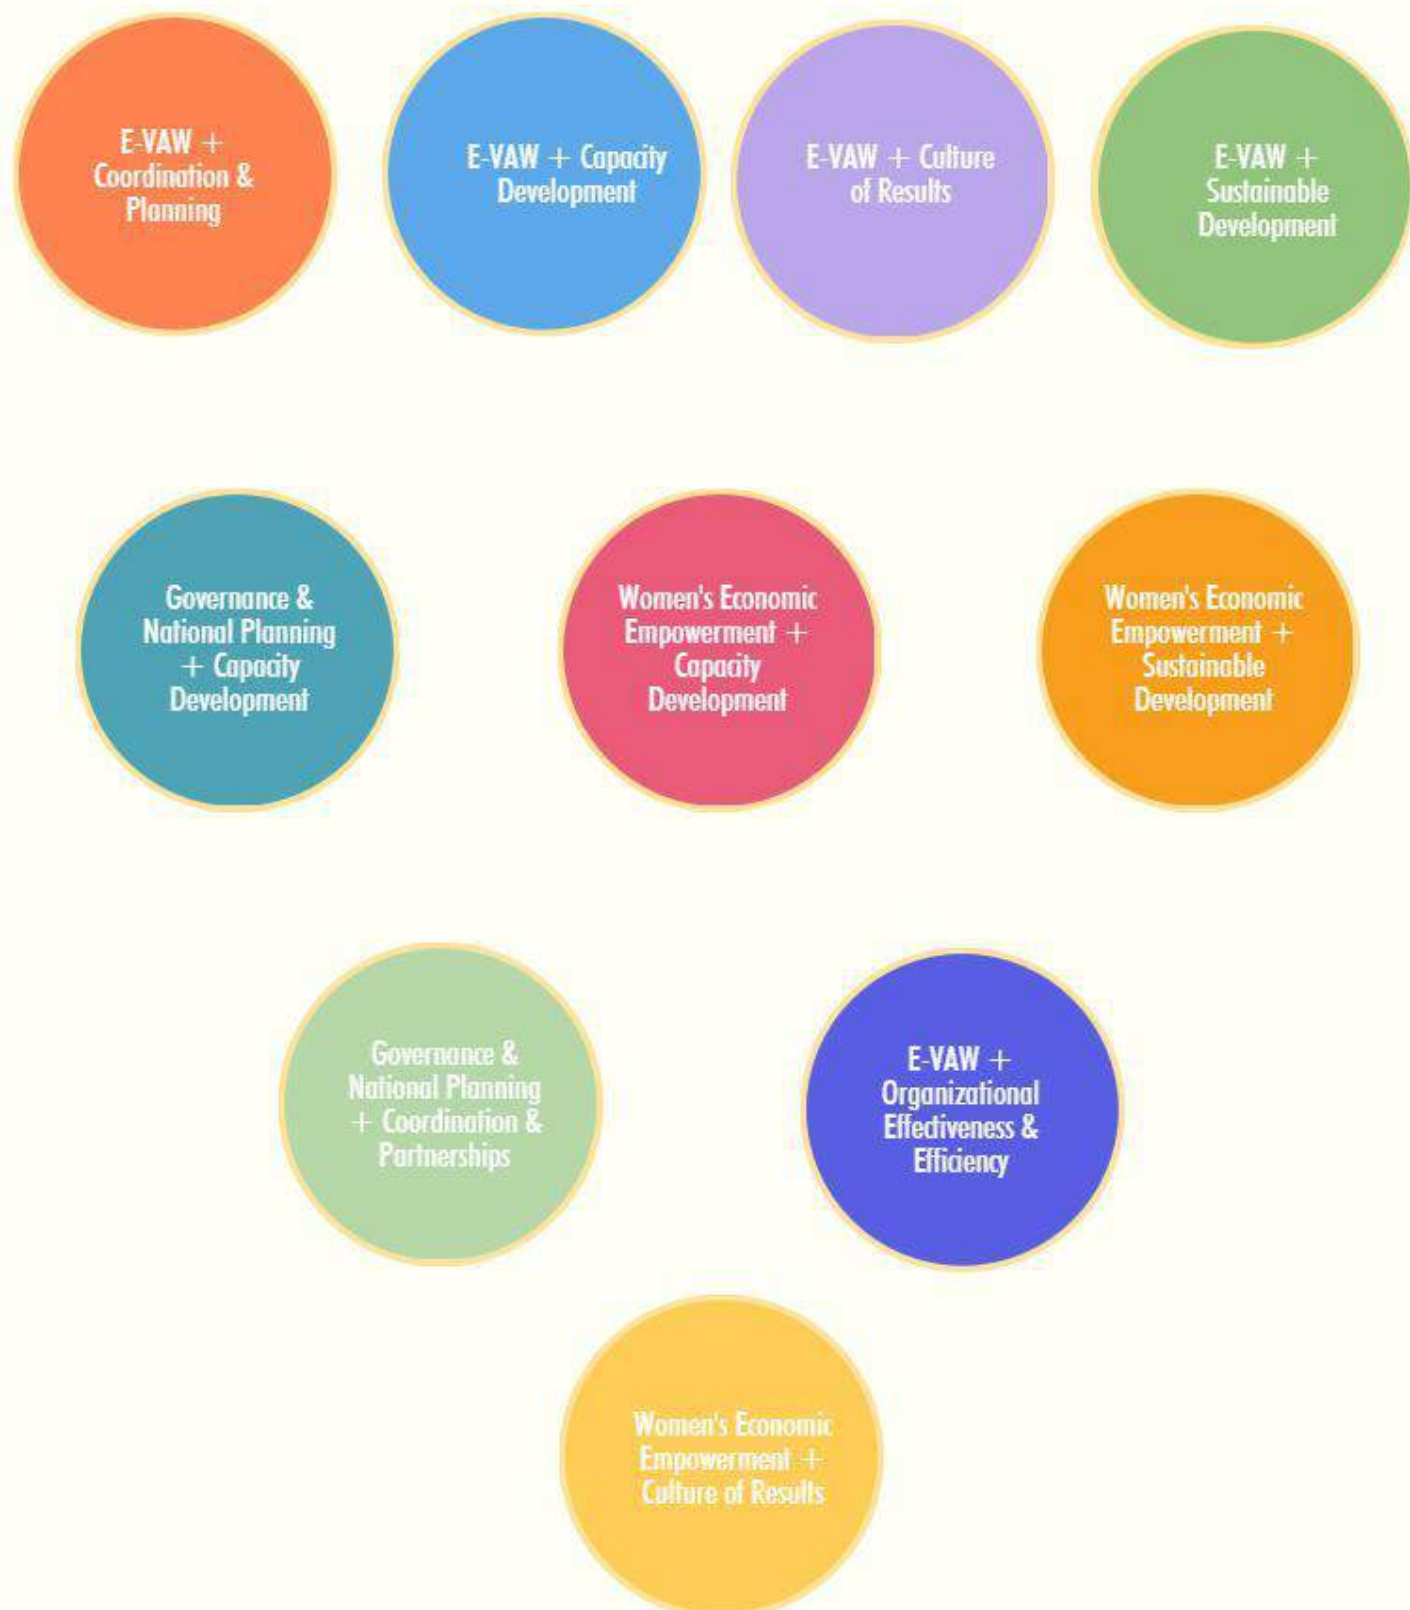 E-VAW +
Coordination &
Planning
E-VAW + Capacity
Development
E-VAW + Culture
of Results
E-VAW +
Sustainable
Development
Governance &
National Planning
+ Capacity
Development
Women's Economic
Empowerment +
Capacity
Development
Women's Economic
Empowerment +
Sustainable
Development
Governance &
National Planning
+ Coordination &
Partnerships
E-VAW +
Organizational
Effectiveness &
Efficiency
Women's Economic
Empowerment +
Culture of Results